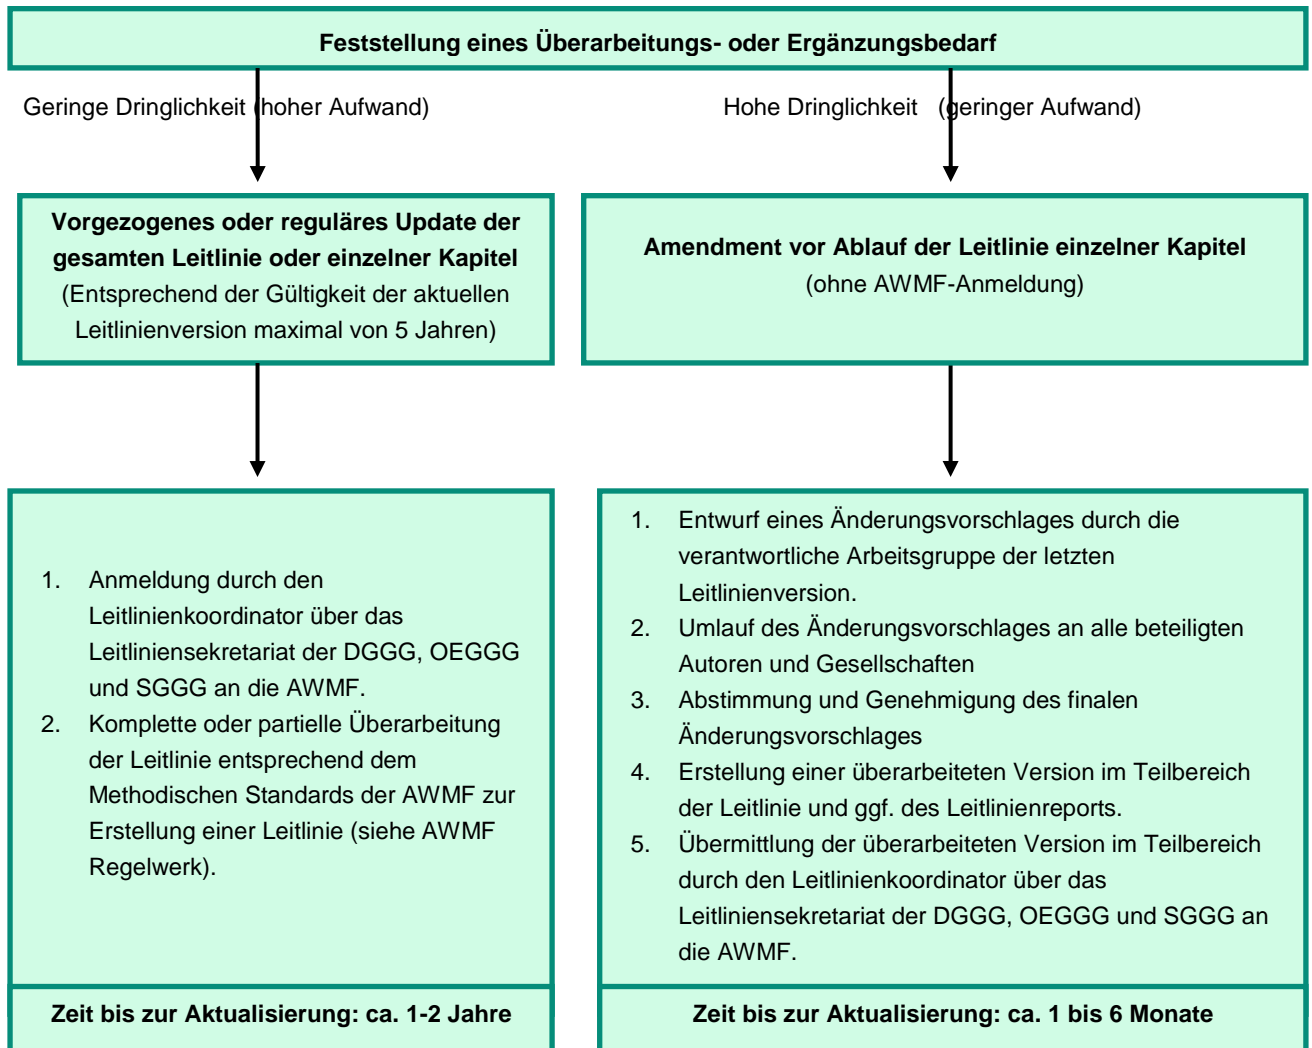 Feststellung eines Überarbeitungs- oder Ergänzungsbedarf
Geringe Dringlichkeit (hoher Aufwand)
Hohe Dringlichkeit (geringer Aufwand)
Vorgezogenes oder reguläres Update der
gesamten Leitlinie oder einzelner Kapitel
(Entsprechend der Gültigkeit der aktuellen
Leitlinienversion maximal von 5 Jahren)
Amendment vor Ablauf der Leitlinie einzelner Kapitel
(ohne AWMF-Anmeldung)
1. Anmeldung durch den
Leitlinienkoordinator über das
Leitliniensekretariat der DGGG, OEGGG
und SGGG an die AWMF.
2. Komplette oder partielle Überarbeitung
der Leitlinie entsprechend dem
Methodischen Standards der AWMF zur
Erstellung einer Leitlinie (siehe AWMF
Regelwerk).
Zeit bis zur Aktualisierung: ca. 1-2 Jahre
1. Entwurf eines Änderungsvorschlages durch die
verantwortliche Arbeitsgruppe der letzten
Leitlinienversion.
2. Umlauf des Änderungsvorschlages an alle beteiligten
Autoren und Gesellschaften
3. Abstimmung und Genehmigung des finalen
Änderungsvorschlages
4. Erstellung einer überarbeiteten Version im Teilbereich
der Leitlinie und ggf. des Leitlinienreports.
5. Übermittlung der überarbeiteten Version im Teilbereich
durch den Leitlinienkoordinator über das
Leitliniensekretariat der DGGG, OEGGG und SGGG an
die AWMF.
Zeit bis zur Aktualisierung: ca. 1 bis 6 Monate